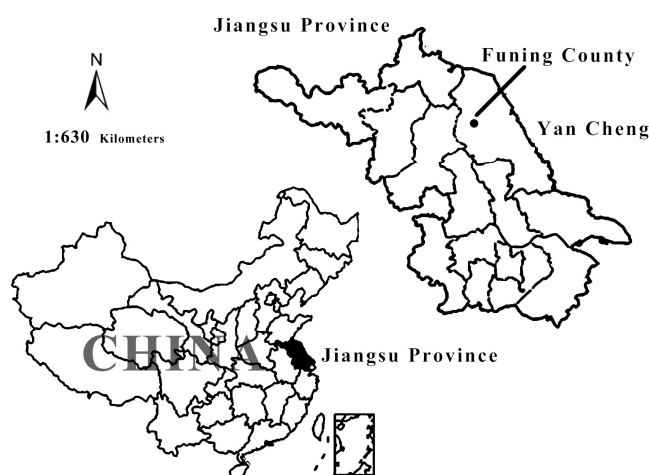 Jiangsu Province
Funing County
N
1:630 Kilometers
Yan Cheng
CHINA
Jiangsu Province